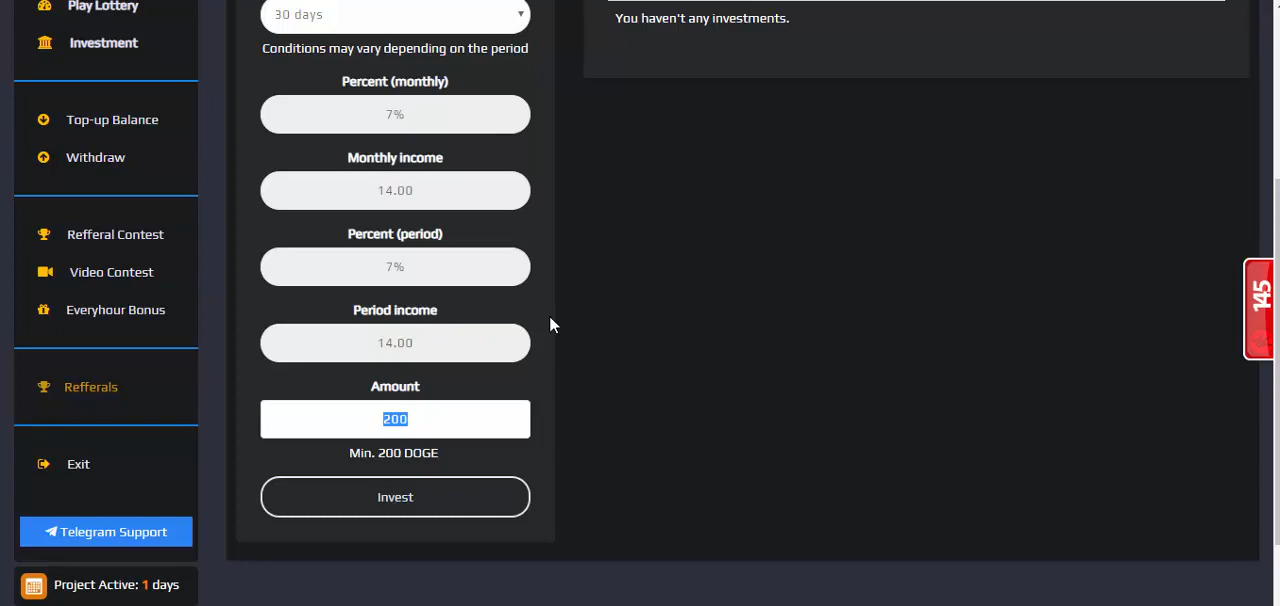 Play Lottery
Investment
Top-up Balance
Withdraw
Refferal Contest
Video Contest
Everyhour Bonus
Refferals
Exit
Telegram Support
Project Active: 1 days
30 days
Conditions may vary depending on the period
Percent (monthly)
7%
Monthly income
14.00
Percent (period)
7%
Period income
14.00
Amount
200
Min. 200 DOGE
Invest
You haven't any investments.
145